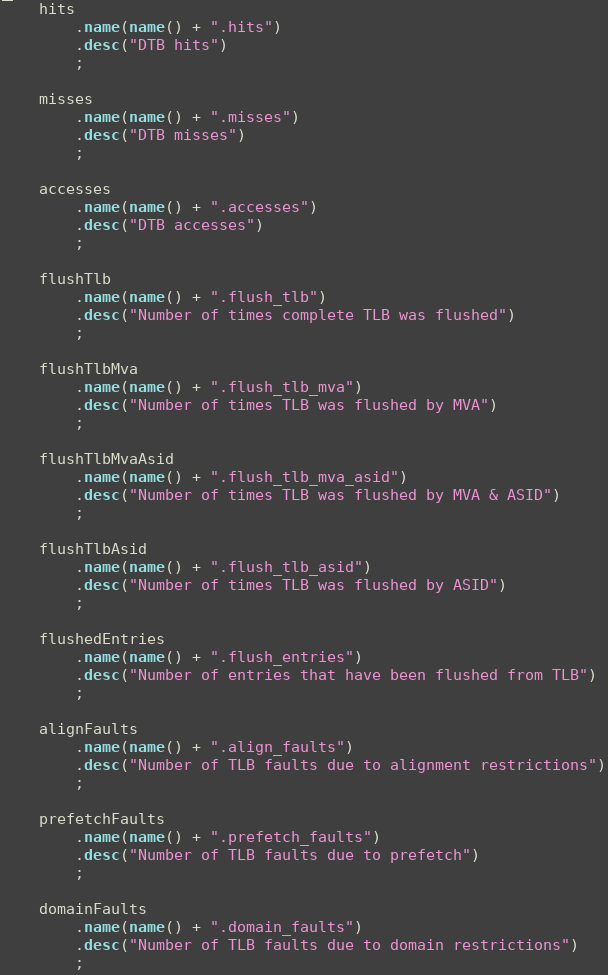 hits
.name(name() + ".hits")
.desc("DTB hits")
;
misses
.name(name() + ".misses")
.desc("DTB misses")
;
accesses
.name(name() + ".accesses")
.desc("DTB accesses")
;
flushTlb
.name(name() + ".flush_tlb")
.desc("Number of times complete TLB was flushed")
;
flushTlbMva
.name(name() + ".flush_tlb_mva")
.desc("Number of times TLB was flushed by MVA")
;
flushTlbMvaAsid
.name(name() + ".flush_tlb_mva_asid")
.desc("Number of times TLB was flushed by MVA & ASID")
;
flushTlbAsid
.name(name() + ".flush_tlb_asid")
.desc("Number of times TLB was flushed by ASID")
;
flushedEntries
.name(name() + ".flush_entries")
.desc("Number of entries that have been flushed from TLB")
;
alignFaults
.name(name() + ".align_faults")
.desc("Number of TLB faults due to alignment restrictions")
;
prefetchFaults
.name(name() + ".prefetch_faults")
.desc("Number of TLB faults due to prefetch")
;
domainFaults
.name(name() + ".domain_faults")
.desc("Number of TLB faults due to domain restrictions")
;